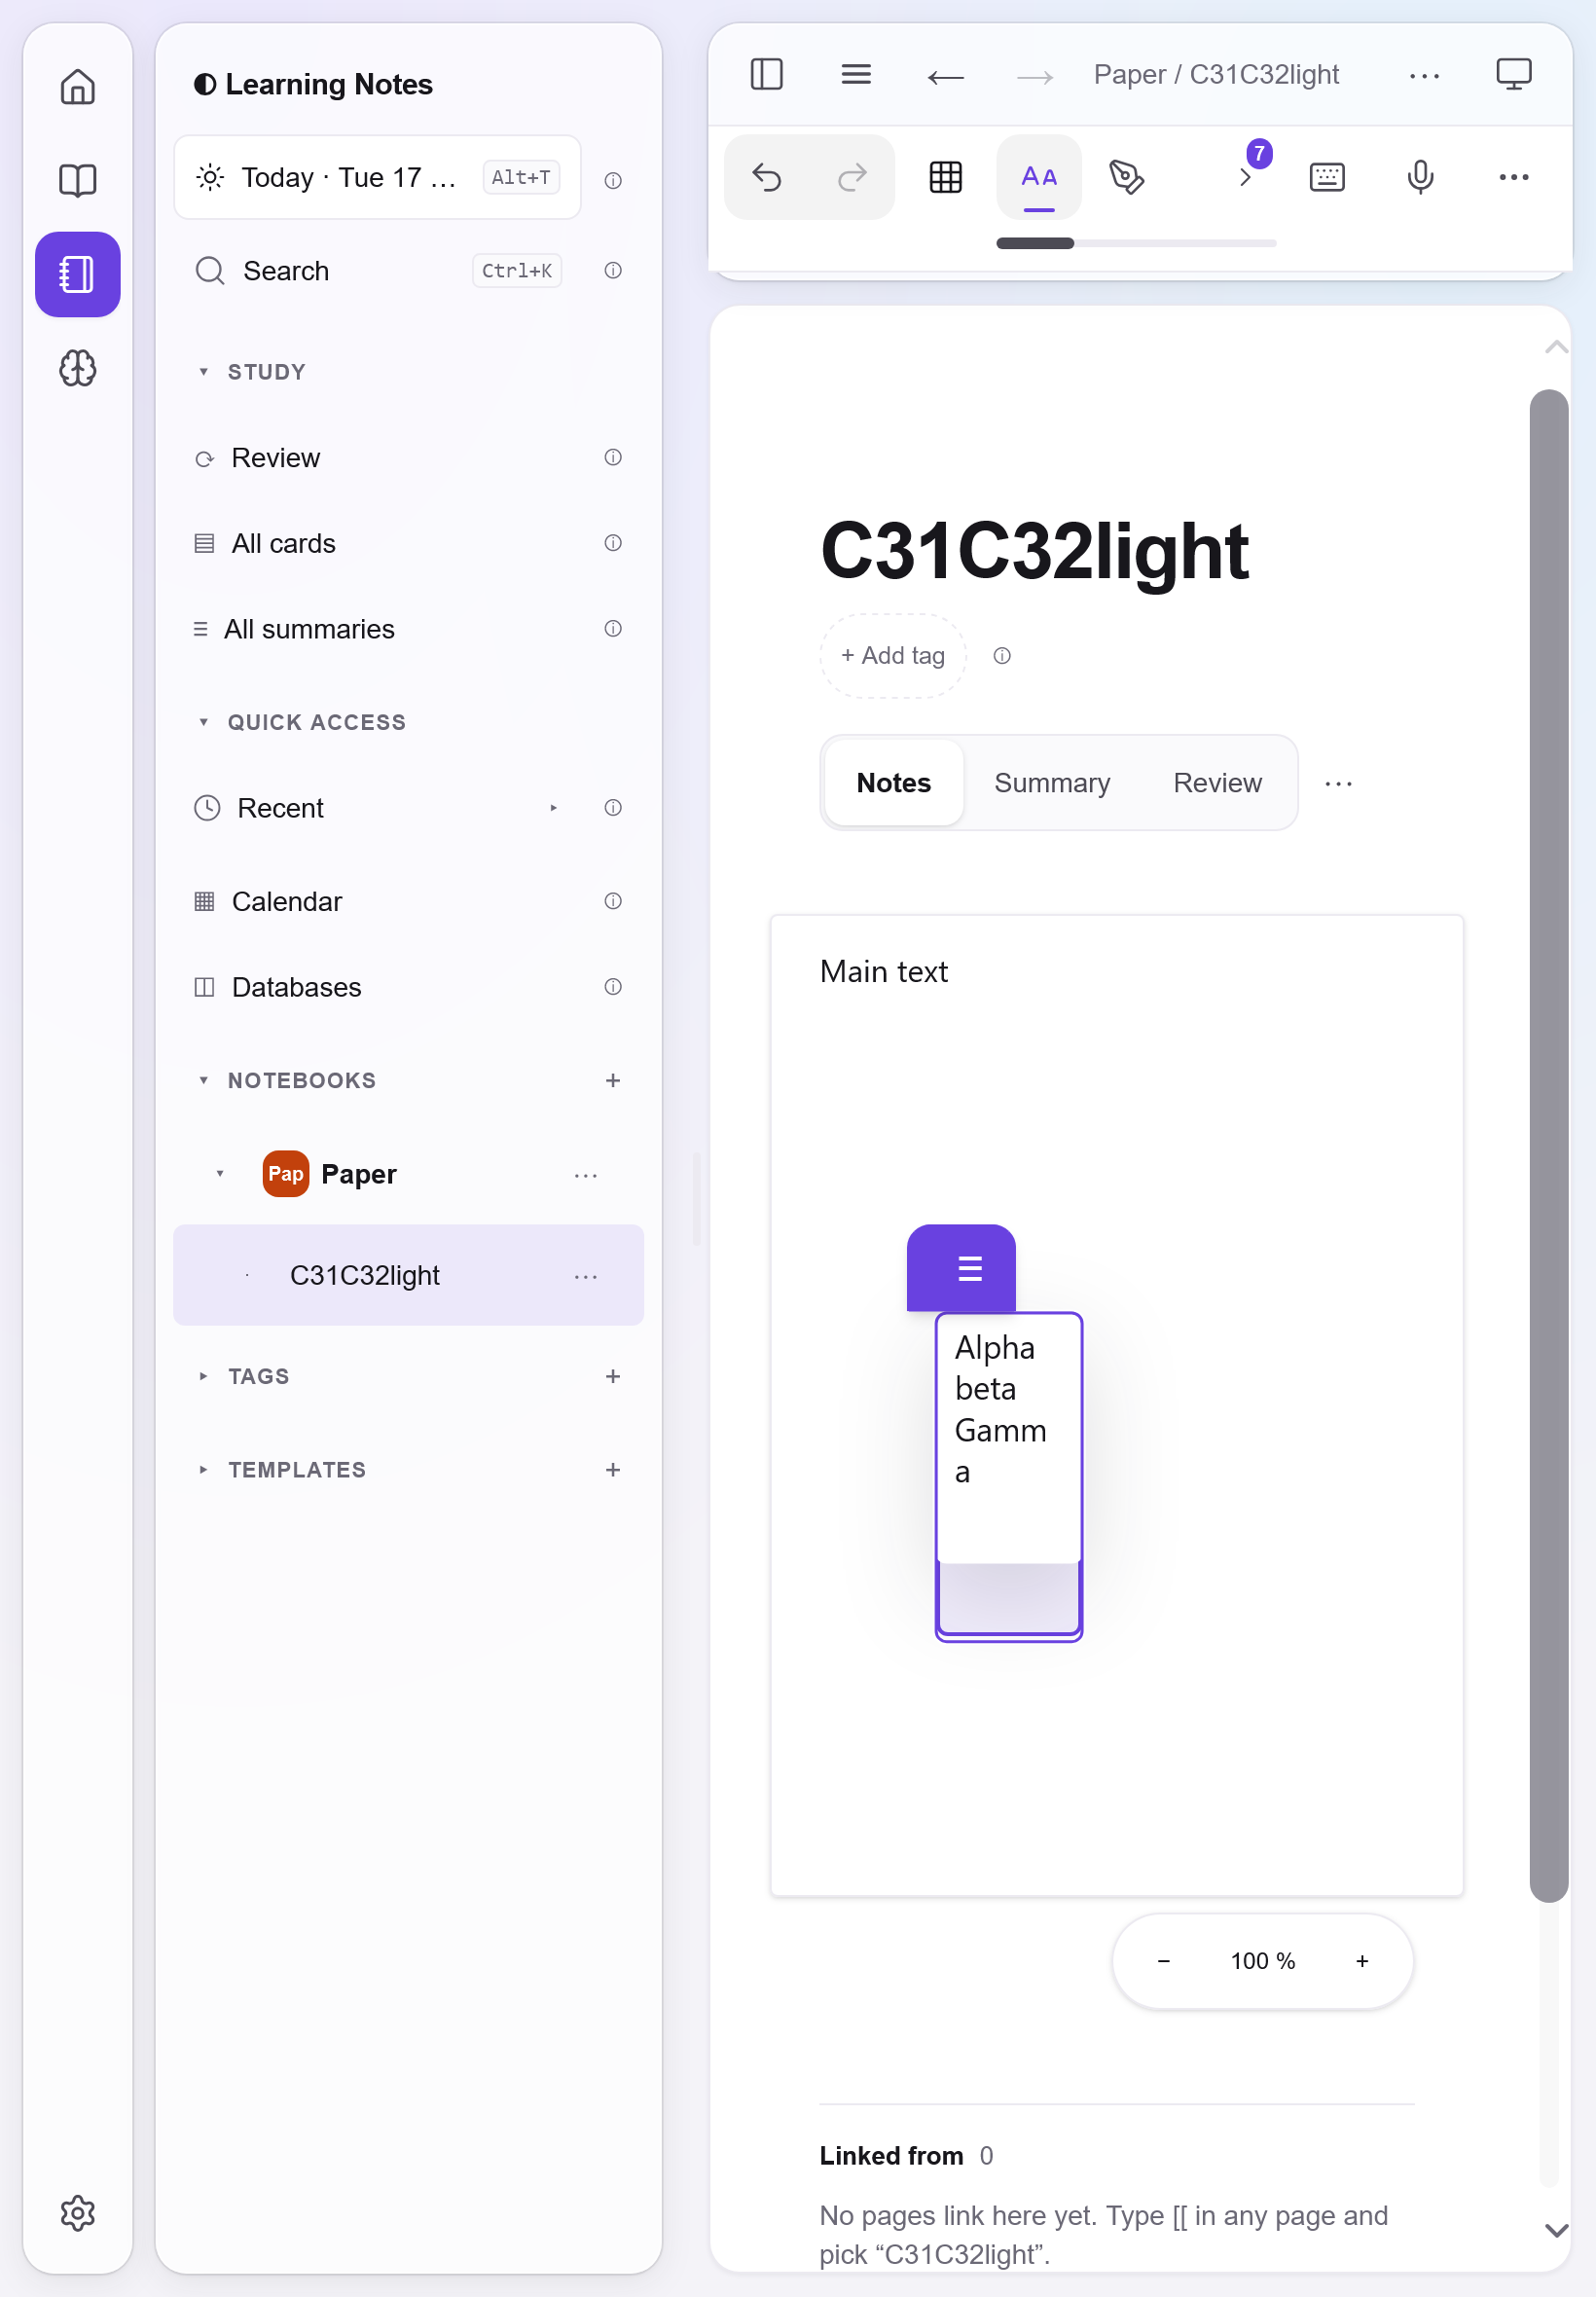 Learning Notes
Today · Tue 17 ... Alt+T
Search Ctrl+K
STUDY
Review
All cards
All summaries
QUICK ACCESS
Recent
Calendar
Databases
NOTEBOOKS
Pap Paper
C31C32light
TAGS
TEMPLATES
Paper / C31C32light
AA
7
C31C32light
+ Add tag
Notes Summary Review
Main text
Alpha
beta
Gamm
a
− 100 % +
Linked from 0
No pages link here yet. Type [[ in any page and
pick “C31C32light”.